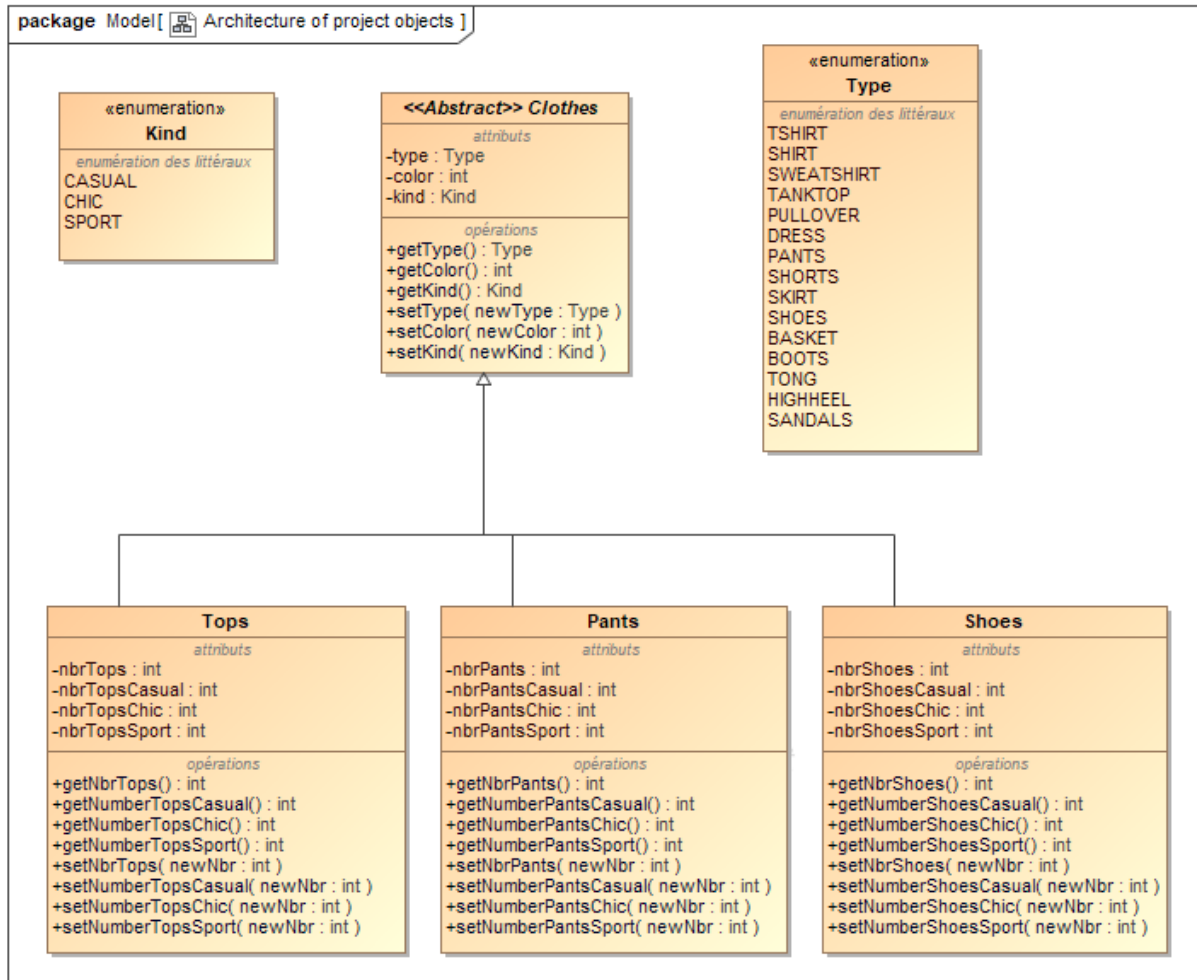 package Model[ Architecture of project objects ]
«enumeration»
Kind
enumération des littéraux
CASUAL
CHIC
SPORT
<<Abstract>> Clothes
attributs
-type : Type
-color : int
-kind : Kind
opérations
+getType() : Type
+getColor() : int
+getKind() : Kind
+setType( newType : Type )
+setColor( newColor : int )
+setKind( newKind : Kind )
«enumeration»
Type
enumération des littéraux
TSHIRT
SHIRT
SWEATSHIRT
TANKTOP
PULLOVER
DRESS
PANTS
SHORTS
SKIRT
SHOES
BASKET
BOOTS
TONG
HIGHHEEL
SANDALS
Tops
attributs
-nbrTops : int
-nbrTopsCasual : int
-nbrTopsChic : int
-nbrTopsSport : int
opérations
+getNbrTops() : int
+getNumberTopsCasual() : int
+getNumberTopsChic() : int
+getNumberTopsSport() : int
+setNbrTops( newNbr : int )
+setNumberTopsCasual( newNbr : int )
+setNumberTopsChic( newNbr : int )
+setNumberTopsSport( newNbr : int )
Pants
attributs
-nbrPants : int
-nbrPantsCasual : int
-nbrPantsChic : int
-nbrPantsSport : int
opérations
+getNbrPants() : int
+getNumberPantsCasual() : int
+getNumberPantsChic() : int
+getNumberPantsSport() : int
+setNbrPants( newNbr : int )
+setNumberPantsCasual( newNbr : int )
+setNumberPantsChic( newNbr : int )
+setNumberPantsSport( newNbr : int )
Shoes
attributs
-nbrShoes : int
-nbrShoesCasual : int
-nbrShoesChic : int
-nbrShoesSport : int
opérations
+getNbrShoes() : int
+getNumberShoesCasual() : int
+getNumberShoesChic() : int
+getNumberShoesSport() : int
+setNbrShoes( newNbr : int )
+setNumberShoesCasual( newNbr : int )
+setNumberShoesChic( newNbr : int )
+setNumberShoesSport( newNbr : int )